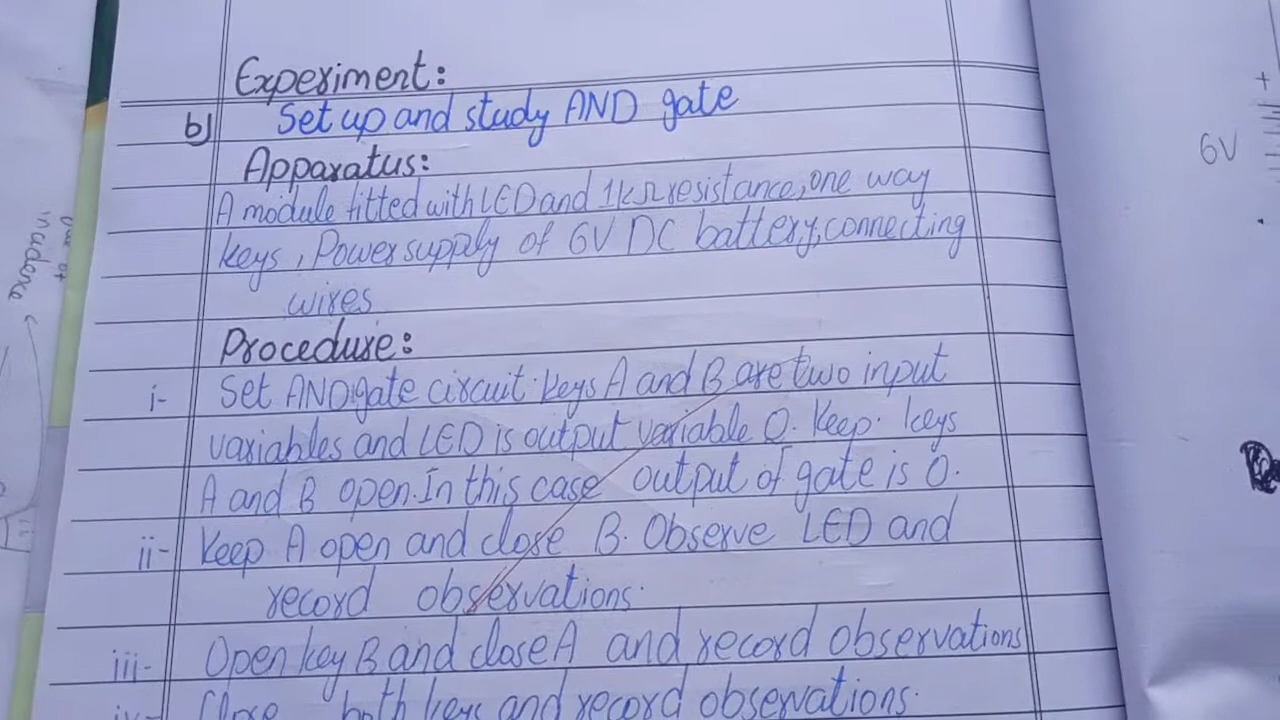 Experiment:
b) Set up and study AND gate
Apparatus:
A module fitted with LED and 1kΩ resistance, one way
keys, Power supply of 6V DC battery, connecting
wires
Procedure:
i- Set AND gate circuit. Keys A and B are two input
variables and LED is output variable O. Keep keys
A and B open. In this case output of gate is 0.
ii- Keep A open and close B. Observe LED and
record observations.
iii- Open key B and close A and record observations
iv- Close both keys and record observations.
6V
+
incidence